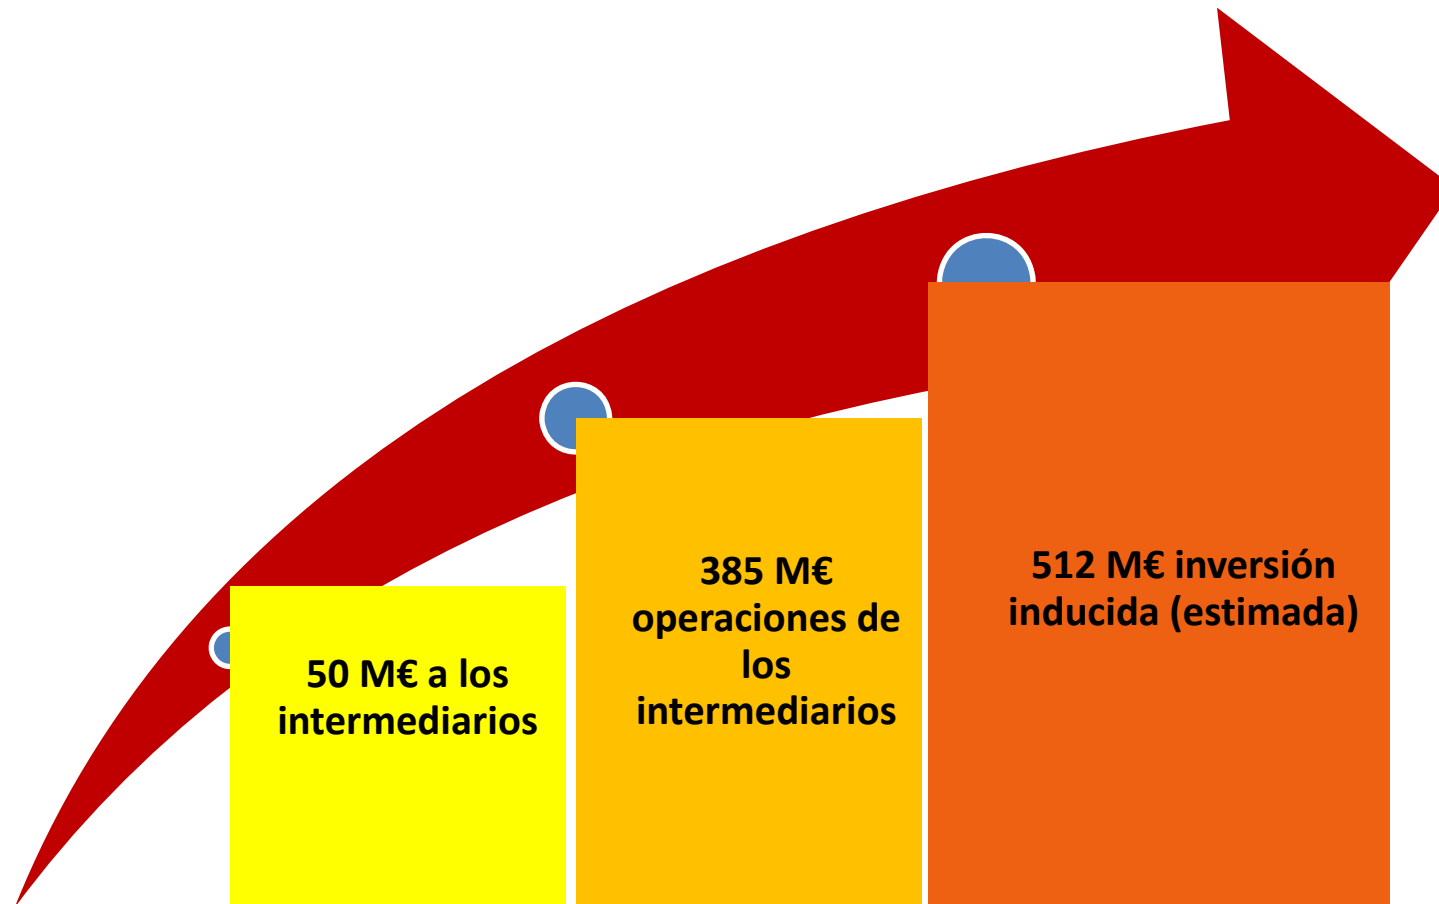 50 M€ a los
intermediarios
385 M€
operaciones de
los
intermediarios
512 M€ inversión
inducida (estimada)